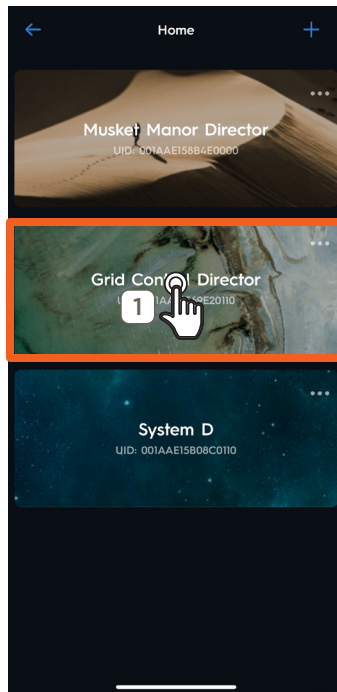 Home
Musket Manor Director
UID: 001AAE158B4E0000
Grid Director
1
System D
UID: 001AAE15B08C0110